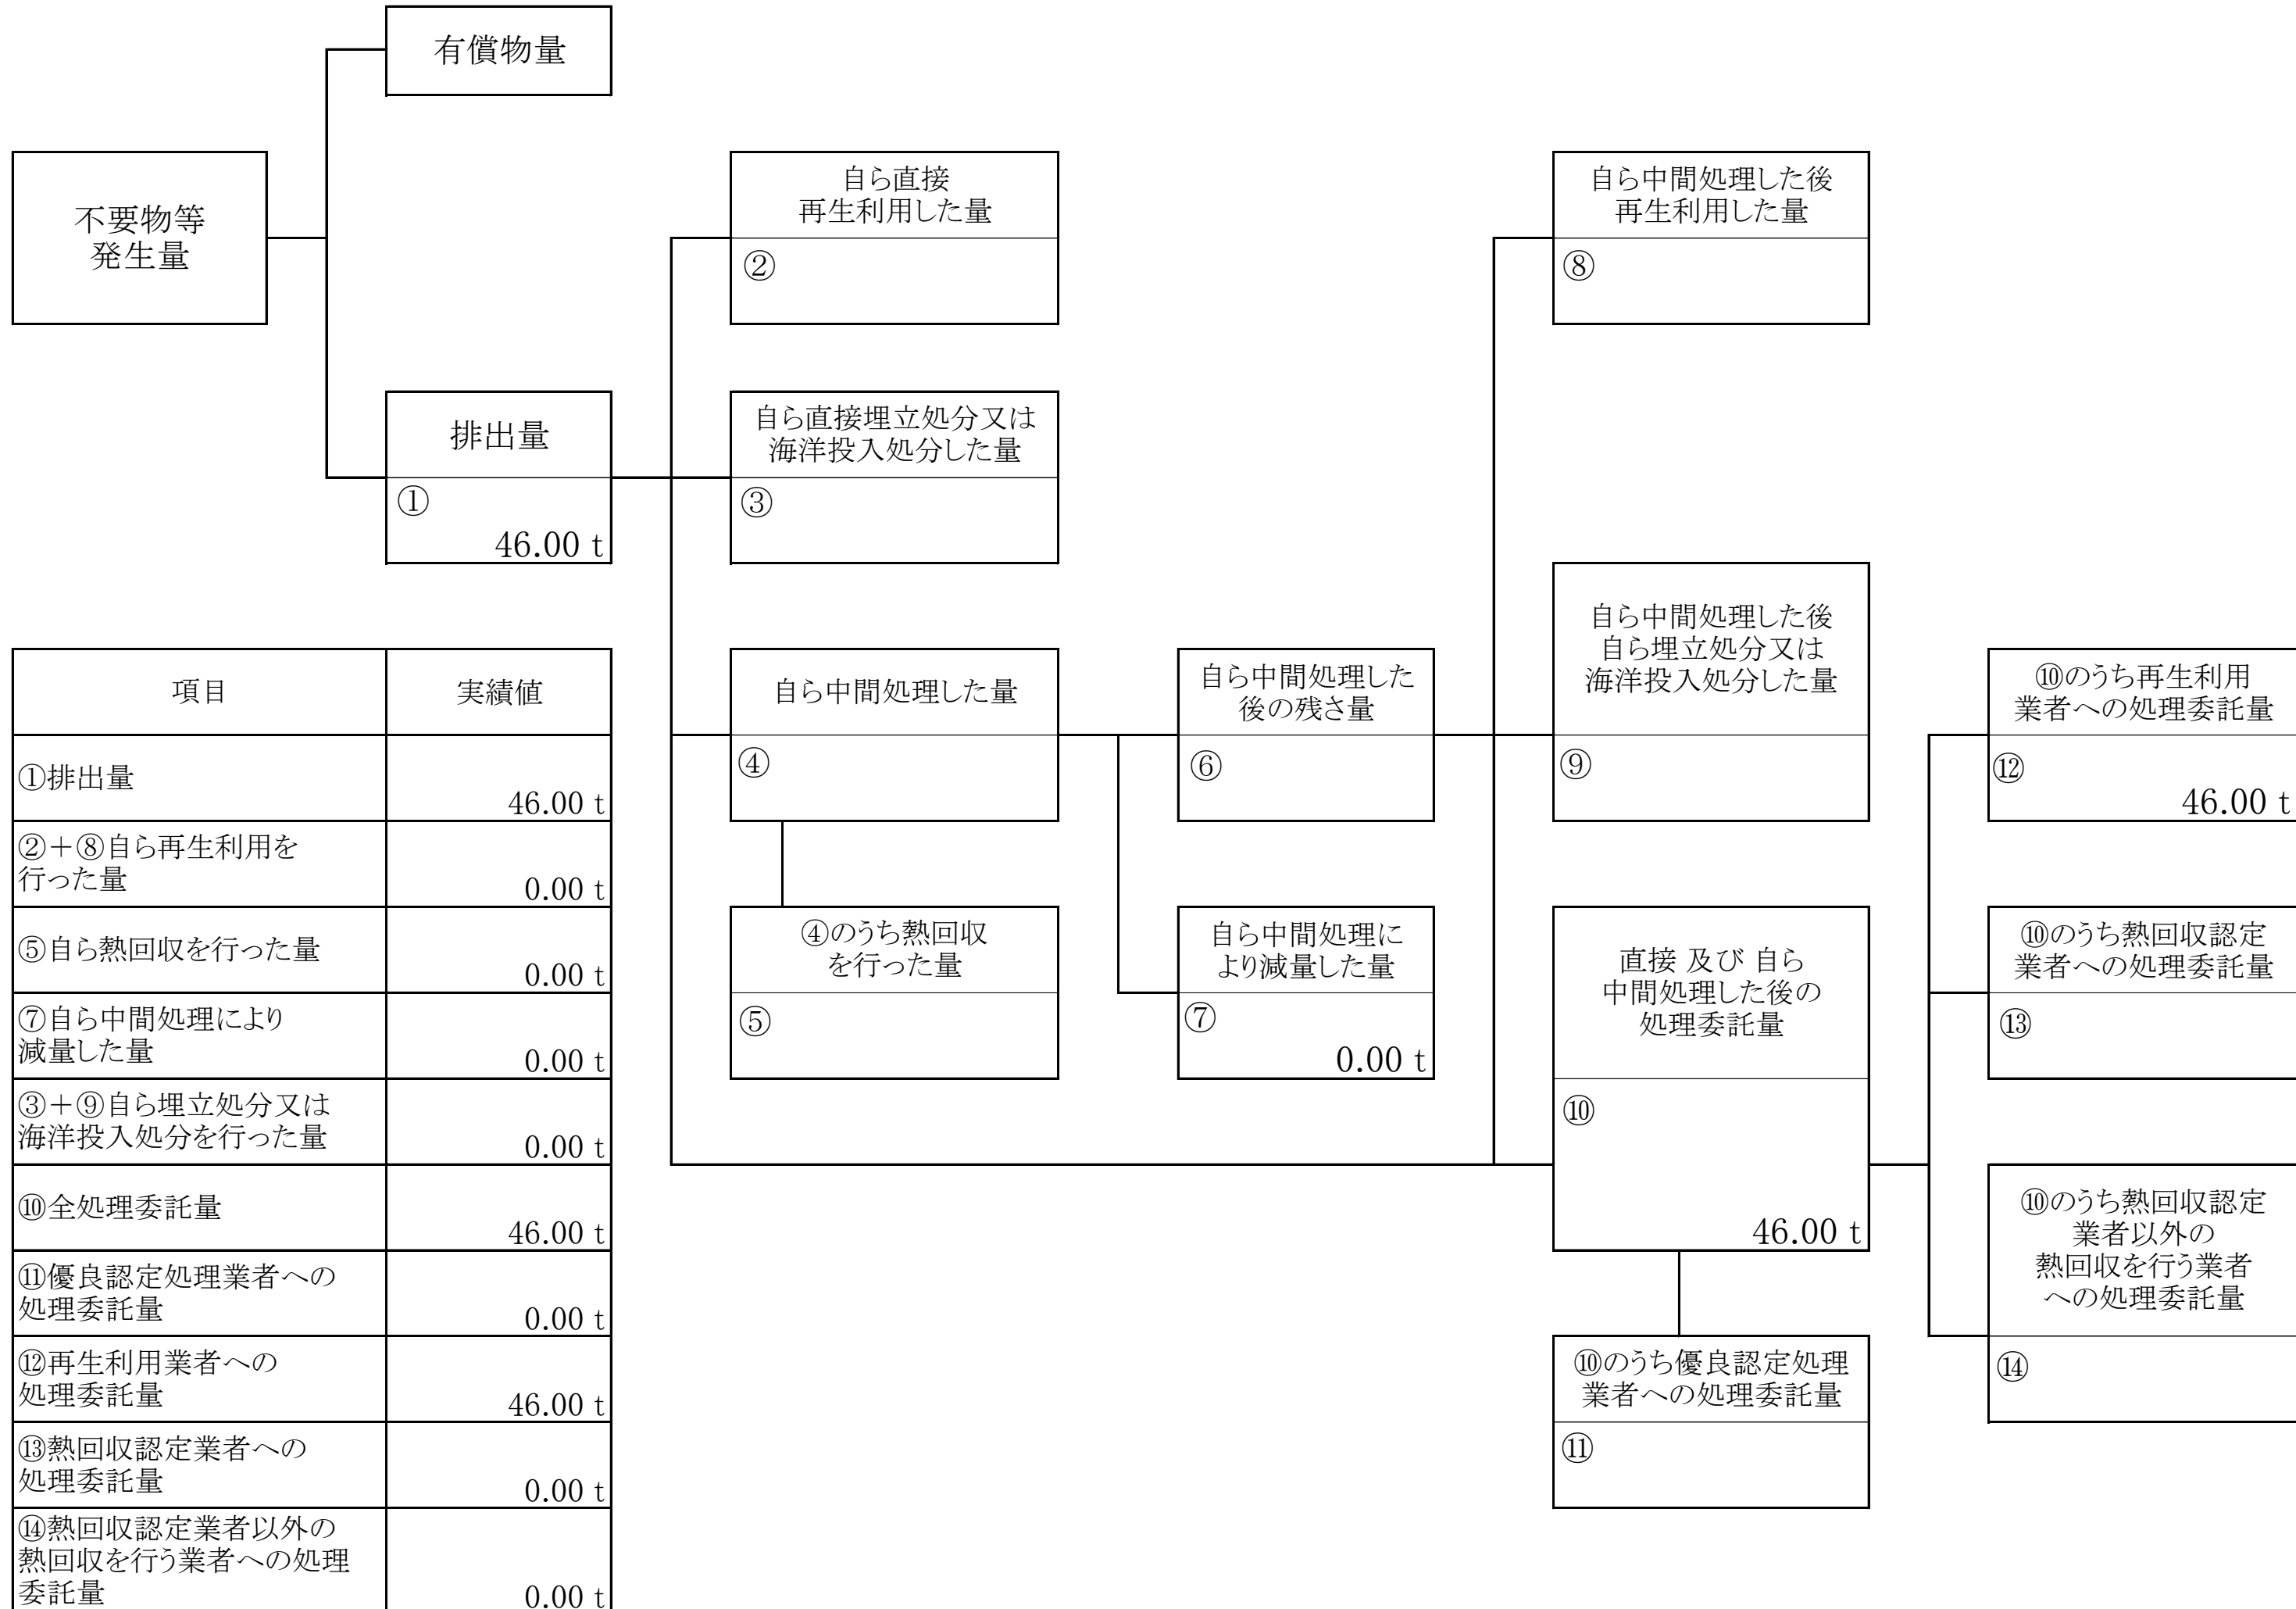 有償物量
不要物等
発生量
排出量
①
46.00 t
自ら直接
再生利用した量
②
自ら直接埋立処分又は
海洋投入処分した量
③
自ら中間処理した量
④
④のうち熱回収
を行った量
⑤
自ら中間処理した
後の残さ量
⑥
自ら中間処理に
より減量した量
⑦
0.00 t
自ら中間処理した後
再生利用した量
⑧
自ら中間処理した後
自ら埋立処分又は
海洋投入処分した量
⑨
直接 及び 自ら
中間処理した後の
処理委託量
⑩
46.00 t
⑩のうち優良認定処理
業者への処理委託量
⑪
⑩のうち再生利用
業者への処理委託量
⑫
46.00 t
⑩のうち熱回収認定
業者への処理委託量
⑬
⑩のうち熱回収認定
業者以外の
熱回収を行う業者
への処理委託量
⑭
項目 実績値
①排出量
46.00 t
②＋⑧自ら再生利用を
行った量
0.00 t
⑤自ら熱回収を行った量
0.00 t
⑦自ら中間処理により
減量した量
0.00 t
③＋⑨自ら埋立処分又は
海洋投入処分を行った量
0.00 t
⑩全処理委託量
46.00 t
⑪優良認定処理業者への
処理委託量
0.00 t
⑫再生利用業者への
処理委託量
46.00 t
⑬熱回収認定業者への
処理委託量
0.00 t
⑭熱回収認定業者以外の
熱回収を行う業者への処理
委託量
0.00 t